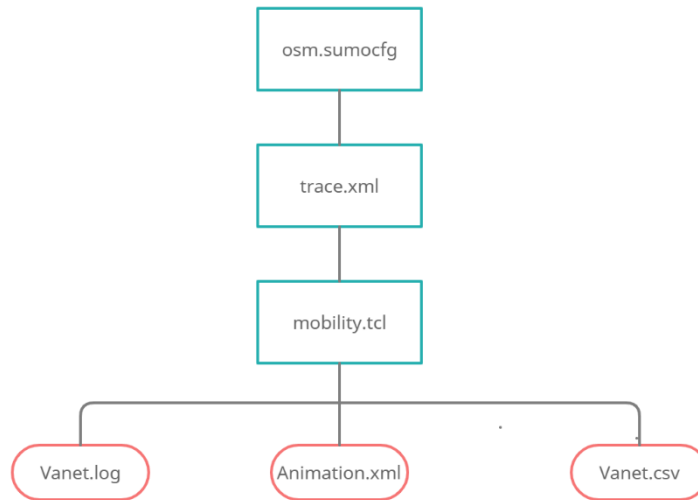 osm.sumocfg
trace.xml
mobility.tcl
Vanet.log
Animation.xml
Vanet.csv